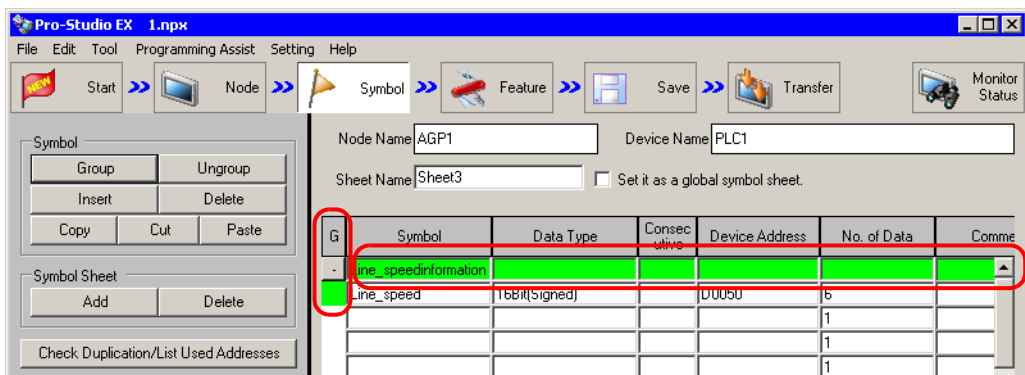 Pro-Studio EX 1.npx
File Edit Tool Programming Assist Setting Help
NEW Start Node Symbol Feature Save Transfer Monitor Status
Symbol
Group Ungroup
Insert Delete
Copy Cut Paste
Symbol Sheet
Add Delete
Check Duplication/List Used Addresses
Node Name AGP1 Device Name PLC1
Sheet Name Sheet3 Set it as a global symbol sheet.
G Symbol Data Type Consecutive Device Address No. of Data Comme
- Line_speedinformation
Line_speed 16Bit(Signed) D0050 6
1
1
1